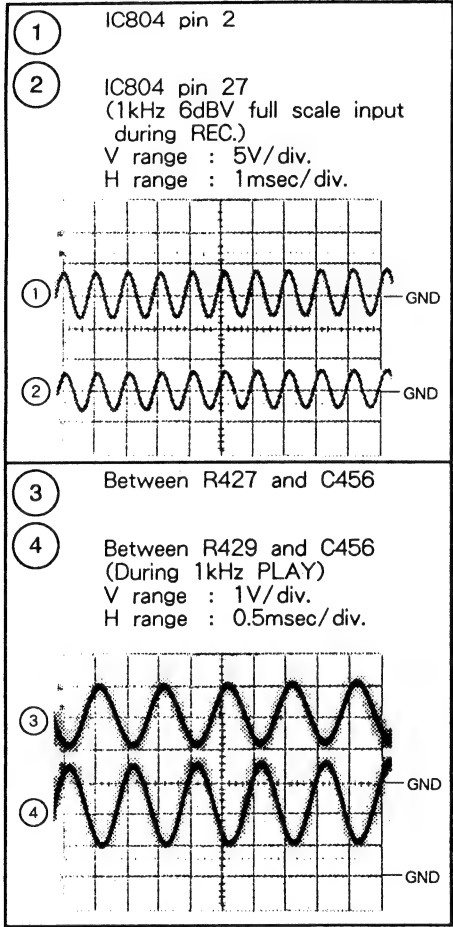 1
IC804 pin 2
2
IC804 pin 27
(1kHz 6dBV full scale input
during REC.)
V range : 5V/div.
H range : 1msec/div.
1
GND
2
GND
3
Between R427 and C456
4
Between R429 and C456
(During 1kHz PLAY)
V range : 1V/div.
H range : 0.5msec/div.
3
GND
4
GND